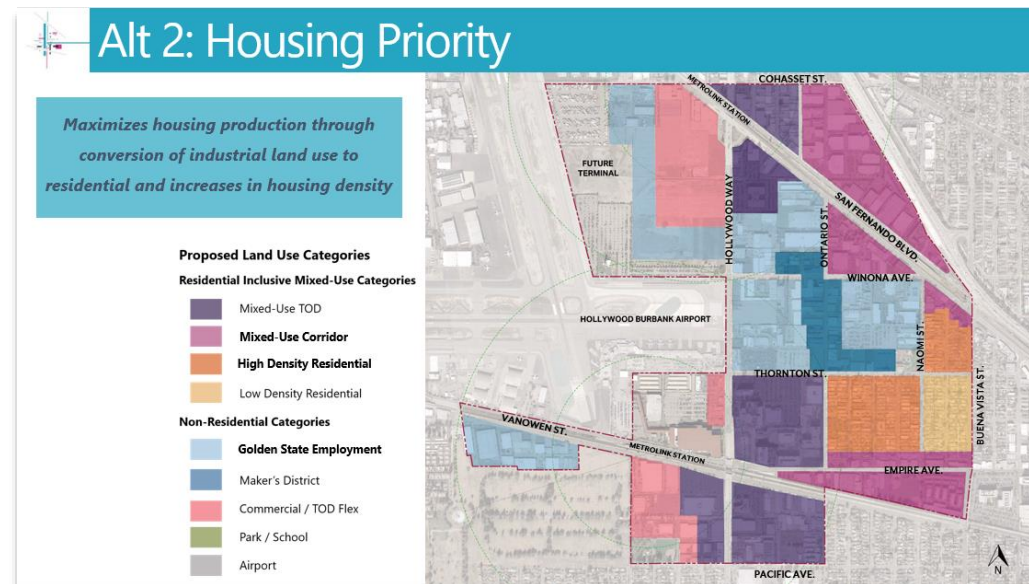 Alt 2: Housing Priority
Maximizes housing production through
conversion of industrial land use to
residential and increases in housing density
Proposed Land Use Categories
Residential Inclusive Mixed-Use Categories
Mixed-Use TOD
Mixed-Use Corridor
High Density Residential
Low Density Residential
Non-Residential Categories
Golden State Employment
Maker's District
Commercial / TOD Flex
Park / School
Airport
COHASSET ST.
METROLINK STATION
FUTURE
TERMINAL
HOLLYWOOD WAY
ONTARIO ST.
SAN FERNANDO BLVD.
WINONA AVE.
HOLLYWOOD BURBANK AIRPORT
NAOMI ST.
THORNTON ST.
BUENA VISTA ST.
VANOWEN ST.
METROLINK STATION
EMPIRE AVE.
PACIFIC AVE.
N